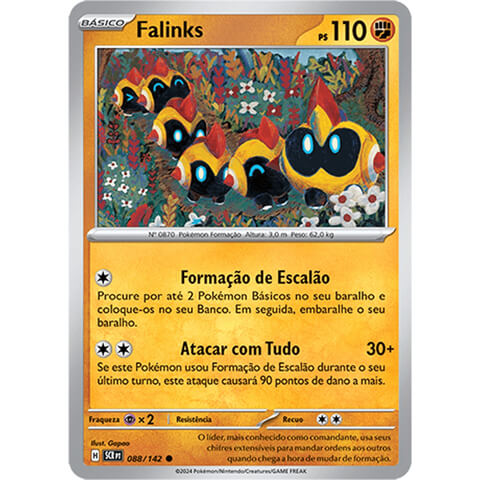 BÁSICO Falinks PS 110
Nº 0870 Pokémon Formação Altura: 3,0 m Peso: 62,0 kg
Formação de Escalão
Procure por até 2 Pokémon Básicos no seu baralho e
coloque-os no seu Banco. Em seguida, embaralhe o seu
baralho.
Atacar com Tudo 30+
Se este Pokémon usou Formação de Escalão durante o seu
último turno, este ataque causará 90 pontos de dano a mais.
Fraqueza x2 Resistência Recuo
Ilust. Gapao
H SCR PT 088/142
O líder, mais conhecido como comandante, usa seus
chifres grandiosos para mandar ordens aos outros
quando chega a hora de mudar de formação.
©2024 Pokémon/Nintendo/Creatures/GAME FREAK